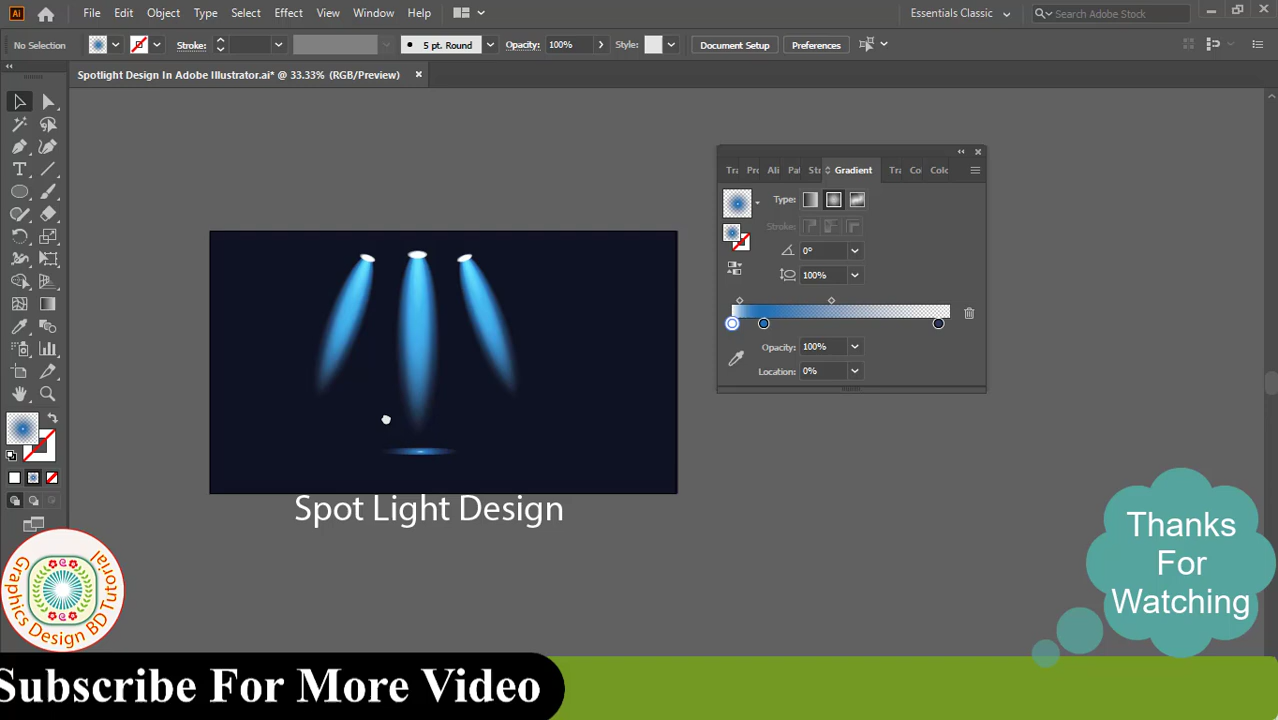 File Edit Object Type Select Effect View Window Help
Essentials Classic
Search Adobe Stock
No Selection
Stroke:
5 pt. Round
Opacity: 100%
Style:
Document Setup
Preferences
Spotlight Design In Adobe Illustrator.ai* @ 33.33% (RGB/Preview)
Gradient
Type:
Stroke:
0°
100%
Opacity: 100%
Location: 0%
Spot Light Design
Thanks
For
Watching
Graphics Design BD Tutorial
Subscribe For More Video